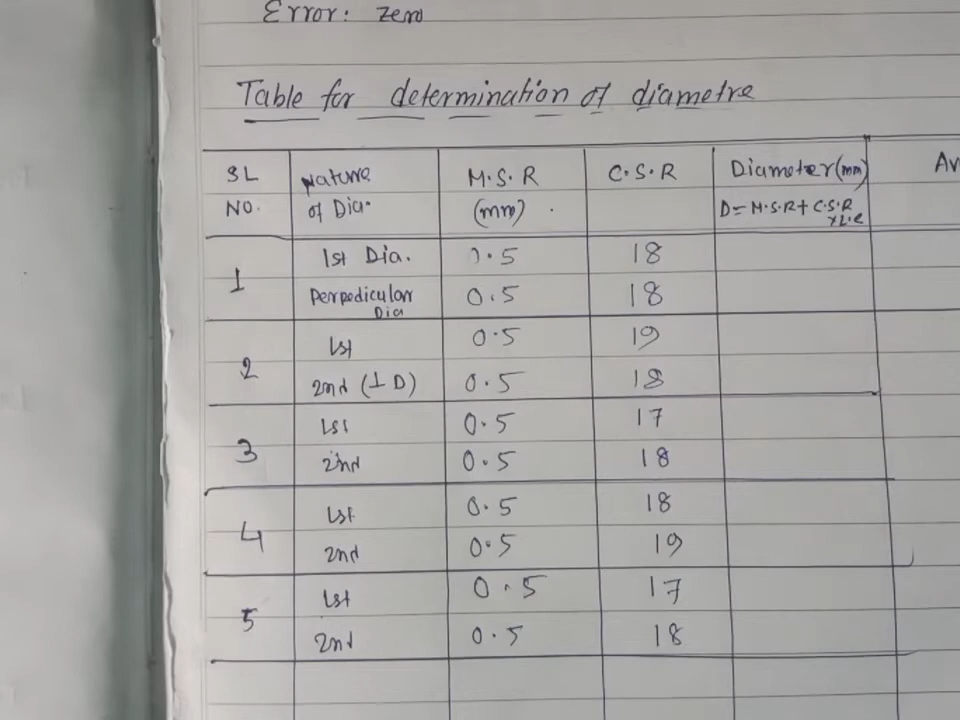 Error: zero
Table for determination of diametre
SL NO. Nature of Dia. M.S.R (mm) C.S.R Diameter(mm) D=M.S.R+C.S.R×L.C Av
1 1st Dia. 0.5 18
Perpedicular Dia 0.5 18
2 1st 0.5 19
2nd (⊥D) 0.5 18
3 1st 0.5 17
2nd 0.5 18
4 1st 0.5 18
2nd 0.5 19
5 1st 0.5 17
2nd 0.5 18